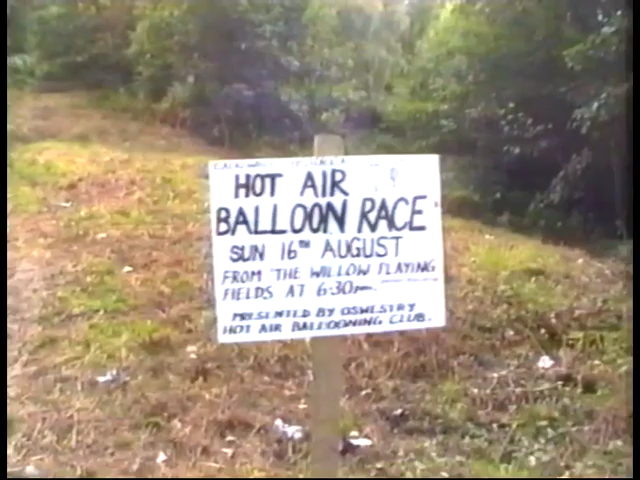 HOT AIR
BALLOON RACE
SUN 16TH AUGUST
FROM 'THE WILLOW PLAYING
FIELDS AT 6:30pm.
PRESENTED BY OSWESTRY
HOT AIR BALLOONING CLUB.